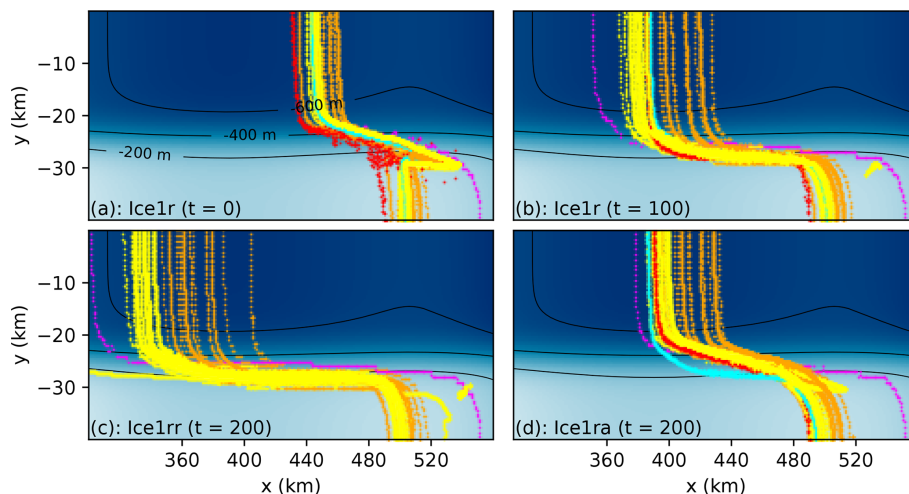 y (km)
−10
−20
−30
-600 m
-400 m
-200 m
(a): Ice1r (t = 0)
(b): Ice1r (t = 100)
y (km)
−10
−20
−30
(c): Ice1rr (t = 200)
(d): Ice1ra (t = 200)
360 400 440 480 520
360 400 440 480 520
x (km)
x (km)